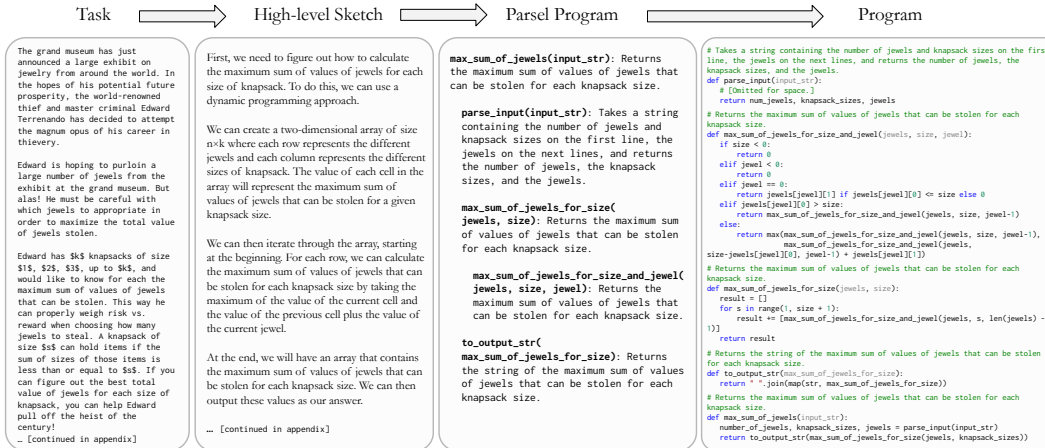 Task
High-level Sketch
Parsel Program
Program
The grand museum has just
announced a large exhibit on
jewelry from around the world. In
the hopes of his potential future
prosperity, the world-renowned
thief and master criminal Edward
Terrenando has decided to attempt
the magnum opus of his career in
thievery.
Edward is hoping to purloin a
large number of jewels from the
exhibit at the grand museum. But
alas! He must be careful with
which jewels to appropriate in
order to maximize the total value
of jewels stolen.
Edward has $k$ knapsacks of size
$1$, $2$, $3$, up to $k$, and
would like to know for each the
maximum sum of values of jewels
that can be stolen. This way he
can properly weigh risk vs.
reward when choosing how many
jewels to steal. A knapsack of
size $s$ can hold items if the
sum of sizes of those items is
less than or equal to $s$. If you
can figure out the best total
value of jewels for each size of
knapsack, you can help Edward
pull off the heist of the
century!
… [continued in appendix]
First, we need to figure out how to calculate
the maximum sum of values of jewels for each
size of knapsack. To do this, we can use a
dynamic programming approach.
We can create a two-dimensional array of size
n×k where each row represents the different
jewels and each column represents the different
sizes of knapsack. The value of each cell in the
array will represent the maximum sum of
values of jewels that can be stolen for a given
knapsack size.
We can then iterate through the array, starting
at the beginning. For each row, we can calculate
the maximum sum of values of jewels that can
be stolen for each knapsack size by taking the
maximum of the value of the current cell and
the value of the previous cell plus the value of
the current jewel.
At the end, we will have an array that contains
the maximum sum of values of jewels that can
be stolen for each knapsack size. We can then
output these values as our answer.
… [continued in appendix]
max_sum_of_jewels(input_str): Returns
the maximum sum of values of jewels that
can be stolen for each knapsack size.
parse_input(input_str): Takes a string
containing the number of jewels and
knapsack sizes on the first line, the
jewels on the next lines, and returns
the number of jewels, the knapsack
sizes, and the jewels.
max_sum_of_jewels_for_size(
jewels, size): Returns the maximum sum
of values of jewels that can be stolen
for each knapsack size.
max_sum_of_jewels_for_size_and_jewel(
jewels, size, jewel): Returns the
maximum sum of values of jewels that
can be stolen for each knapsack size.
to_output_str(
max_sum_of_jewels_for_size): Returns
the string of the maximum sum of values
of jewels that can be stolen for each
knapsack size.
# Takes a string containing the number of jewels and knapsack sizes on the first
line, the jewels on the next lines, and returns the number of jewels, the
knapsack sizes, and the jewels.
def parse_input(input_str):
# [Omitted for space.]
return num_jewels, knapsack_sizes, jewels
# Returns the maximum sum of values of jewels that can be stolen for each
knapsack size.
def max_sum_of_jewels_for_size_and_jewel(jewels, size, jewel):
if size < 0:
return 0
elif jewel < 0:
return 0
elif jewel == 0:
return jewels[jewel][1] if jewels[jewel][0] <= size else 0
elif jewels[jewel][0] > size:
return max_sum_of_jewels_for_size_and_jewel(jewels, size, jewel-1)
else:
return max(max_sum_of_jewels_for_size_and_jewel(jewels, size, jewel-1),
max_sum_of_jewels_for_size_and_jewel(jewels,
size-jewels[jewel][0], jewel-1) + jewels[jewel][1])
# Returns the maximum sum of values of jewels that can be stolen for each
knapsack size.
def max_sum_of_jewels_for_size(jewels, size):
result = []
for s in range(1, size + 1):
result += [max_sum_of_jewels_for_size_and_jewel(jewels, s, len(jewels) -
1)]
return result
# Returns the string of the maximum sum of values of jewels that can be stolen
for each knapsack size.
def to_output_str(max_sum_of_jewels_for_size):
return " ".join(map(str, max_sum_of_jewels_for_size))
# Returns the maximum sum of values of jewels that can be stolen for each
knapsack size.
def max_sum_of_jewels(input_str):
number_of_jewels, knapsack_sizes, jewels = parse_input(input_str)
return to_output_str(max_sum_of_jewels_for_size(jewels, knapsack_sizes))